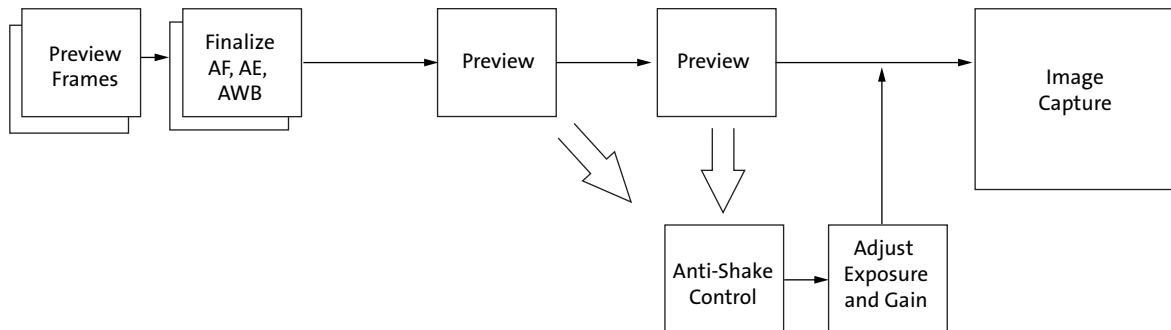 Preview
Frames
Finalize
AF, AE,
AWB
Preview
Preview
Image
Capture
Anti-Shake
Control
Adjust
Exposure
and Gain